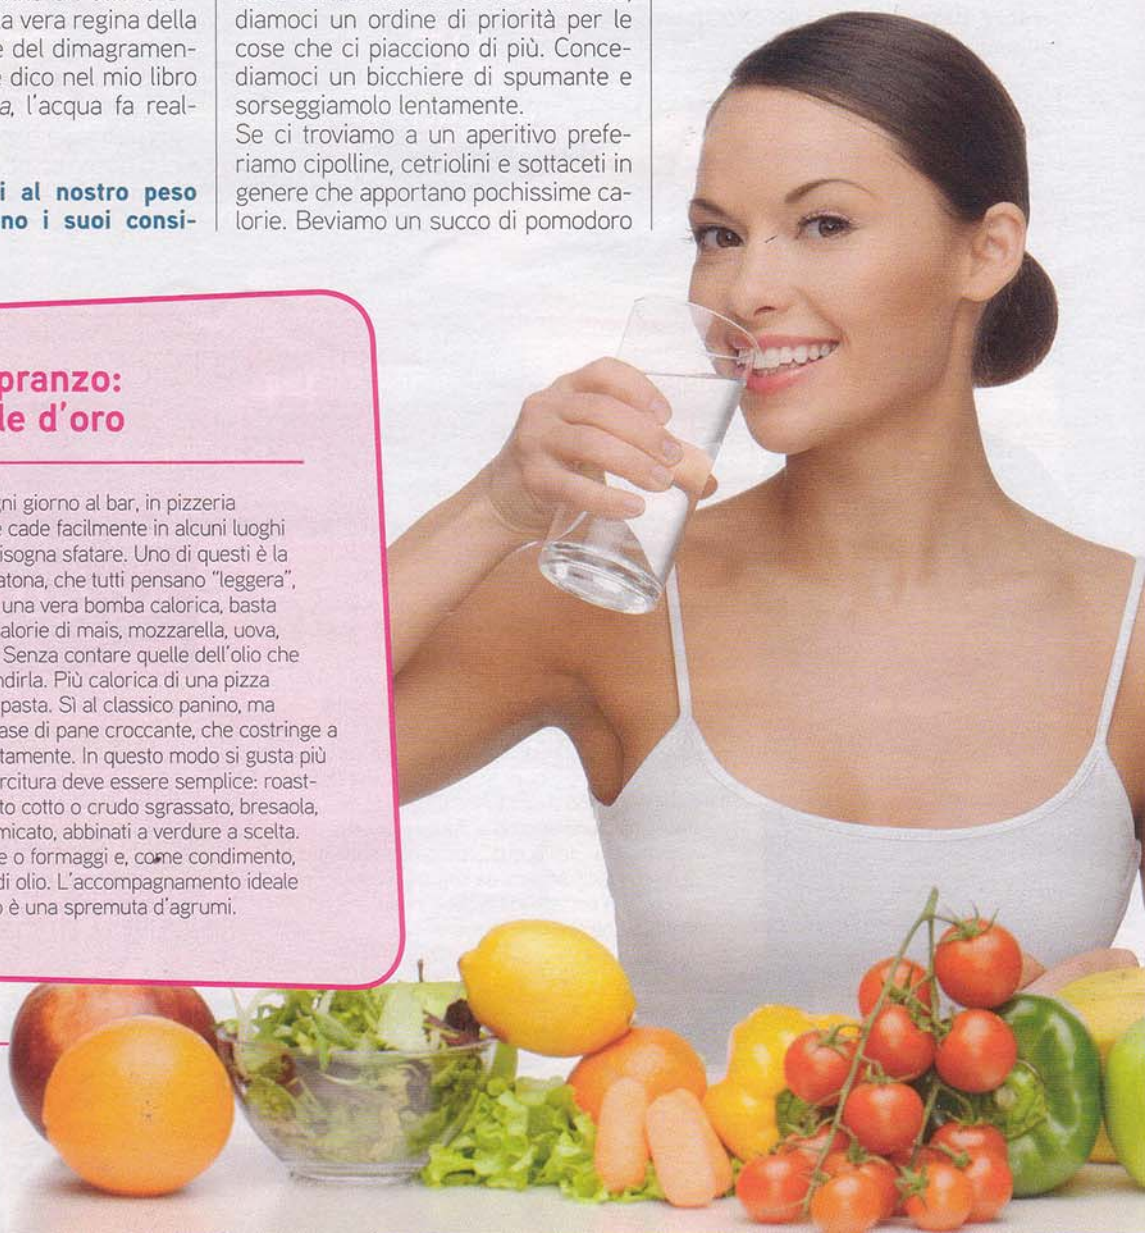 a vera regina della
e del dimagramen-
e dico nel mio libro
a, l'acqua fa real-
i al nostro peso
no i suoi consi-
diamoci un ordine di priorità per le
cose che ci piacciono di più. Conce-
diamoci un bicchiere di spumante e
sorseggiamolo lentamente.
Se ci troviamo a un aperitivo prefe-
riamo cipolline, cetriolini e sottaceti in
genere che apportano pochissime ca-
lorie. Beviamo un succo di pomodoro
pranzo:
le d'oro
gni giorno al bar, in pizzeria
e cade facilmente in alcuni luoghi
isogna sfatare. Uno di questi è la
atona, che tutti pensano "leggera",
una vera bomba calorica, basta
alorie di mais, mozzarella, uova,
Senza contare quelle dell'olio che
ndirla. Più calorica di una pizza
pasta. Sì al classico panino, ma
ase di pane croccante, che costringe a
tamente. In questo modo si gusta più
rcitura deve essere semplice: roast-
to cotto o crudo sgrassato, bresaola,
micato, abbinati a verdure a scelta.
e o formaggi e, come condimento,
di olio. L'accompagnamento ideale
o è una spremuta d'agrumi.